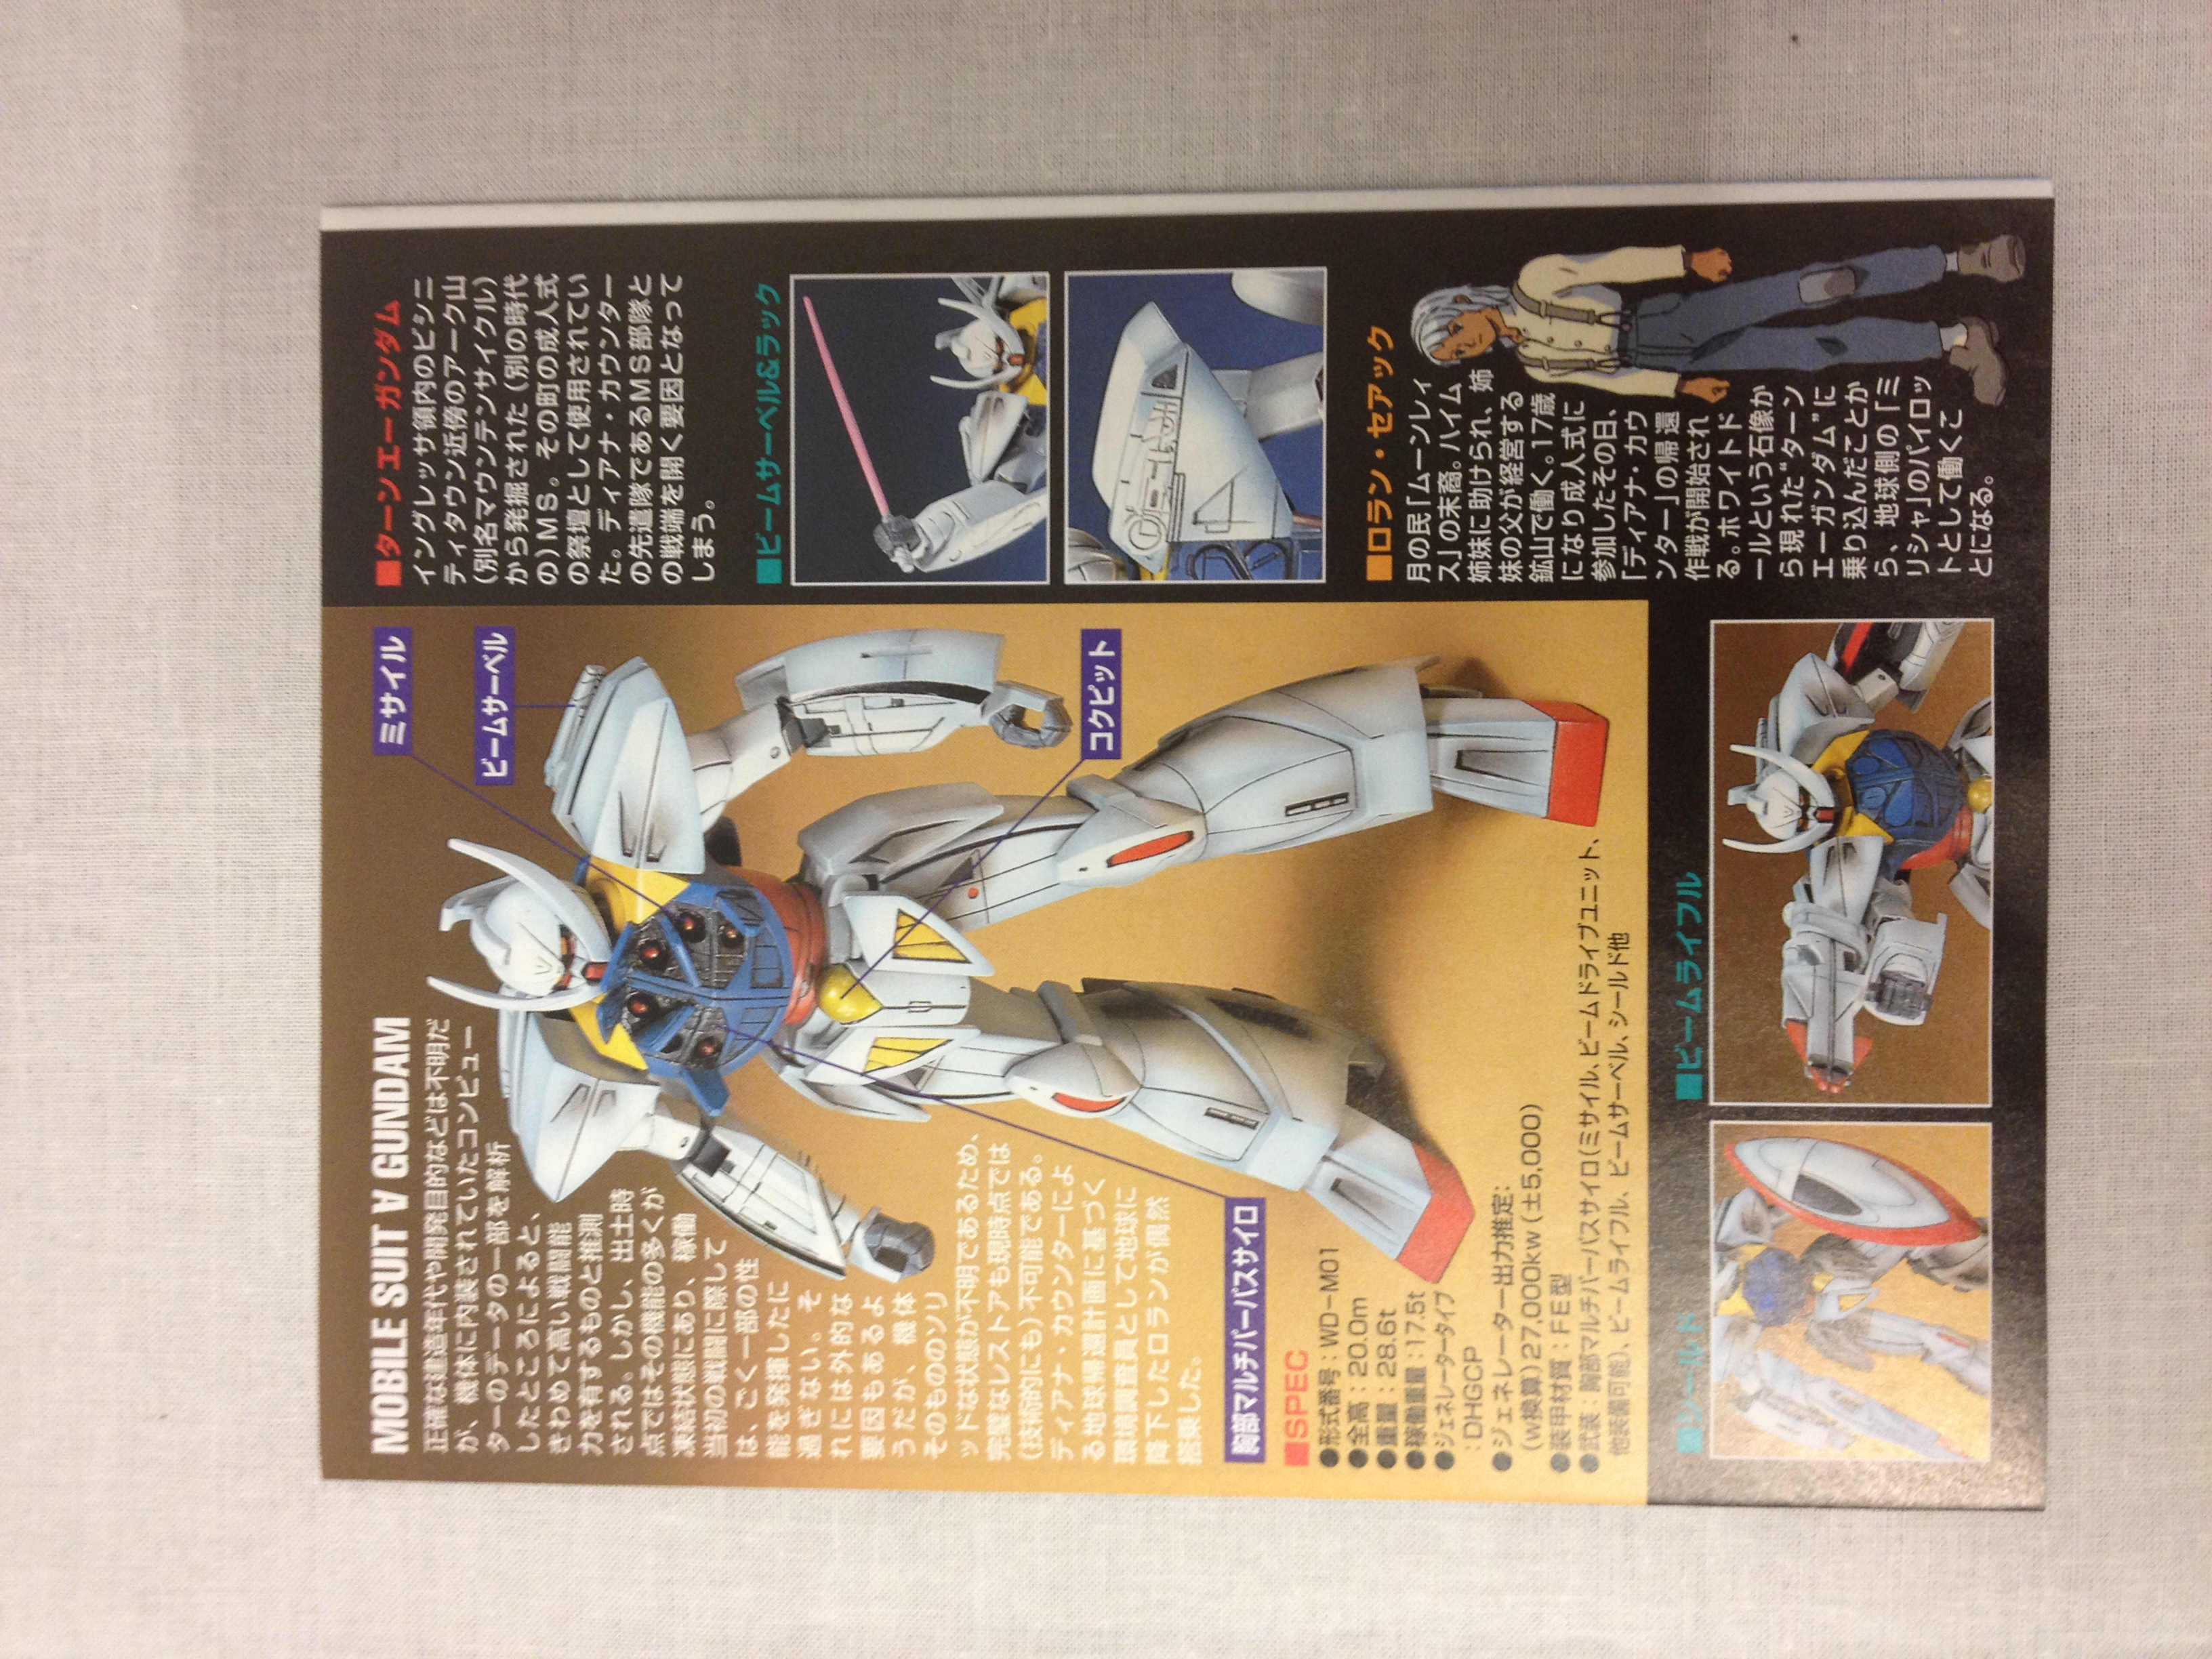 MOBILE SUIT ∀ GUNDAM
正確な建造年代や開発目的などは不明だ
が、機体に内装されていたコンピュー
ターのデータの一部を解析
したところによると、
きわめて高い戦闘能
力を有するものと推測
される。しかし、出土時
点ではその機能の多くが
凍結状態にあり、稼働
当初の戦闘に際して
は、ごく一部の性
能を発揮したに
過ぎない。そ
れには外的な
要因もあるよ
うだが、機体
そのもののソリ
ッドな状態が不明であるため、
完璧なレストアも現時点では
(技術的にも)不可能である。
ディアナ・カウンターによ
る地球帰還計画に基づく
環境調査員として地球に
降下したロランが偶然
搭乗した。
ミサイル
ビームサーベル
コクピット
胸部マルチパーパスサイロ
■SPEC
●形式番号：WD−M01
●全高：20.0m
●重量：28.6t
●稼働重量：17.5t
●ジェネレータータイプ
：DHGCP
●ジェネレーター出力推定：
(w換算)27,000kw(±5,000)
●装甲材質：FE型
●武装：胸部マルチパーパスサイロ(ミサイル、ビームドライブユニット、
他装備可能)、ビームライフル、ビームサーベル、シールド他
■シールド
■ビームライフル
■ターンエーガンダム
イングレッサ領内のビシニ
ティタウン近傍のアーク山
(別名マウンテンサイクル)
から発掘された(別の時代
の)MS。その町の成人式
の祭壇として使用されてい
た。ディアナ・カウンター
の先遣隊であるMS部隊と
の戦端を開く要因となって
しまう。
■ビームサーベル&ラック
■ロラン・セアック
月の民「ムーンレィ
ス」の末裔。ハイム
姉妹に助けられ、姉
妹の父が経営する
鉱山で働く。17歳
になり成人式に
参加したその日、
「ディアナ・カウ
ンター」の帰還
作戦が開始され
る。ホワイトド
ールという石像か
ら現れた“ターン
エーガンダム”に
乗り込んだことか
ら、地球側の「ミ
リシャ」のパイロッ
トとして働くこ
とになる。